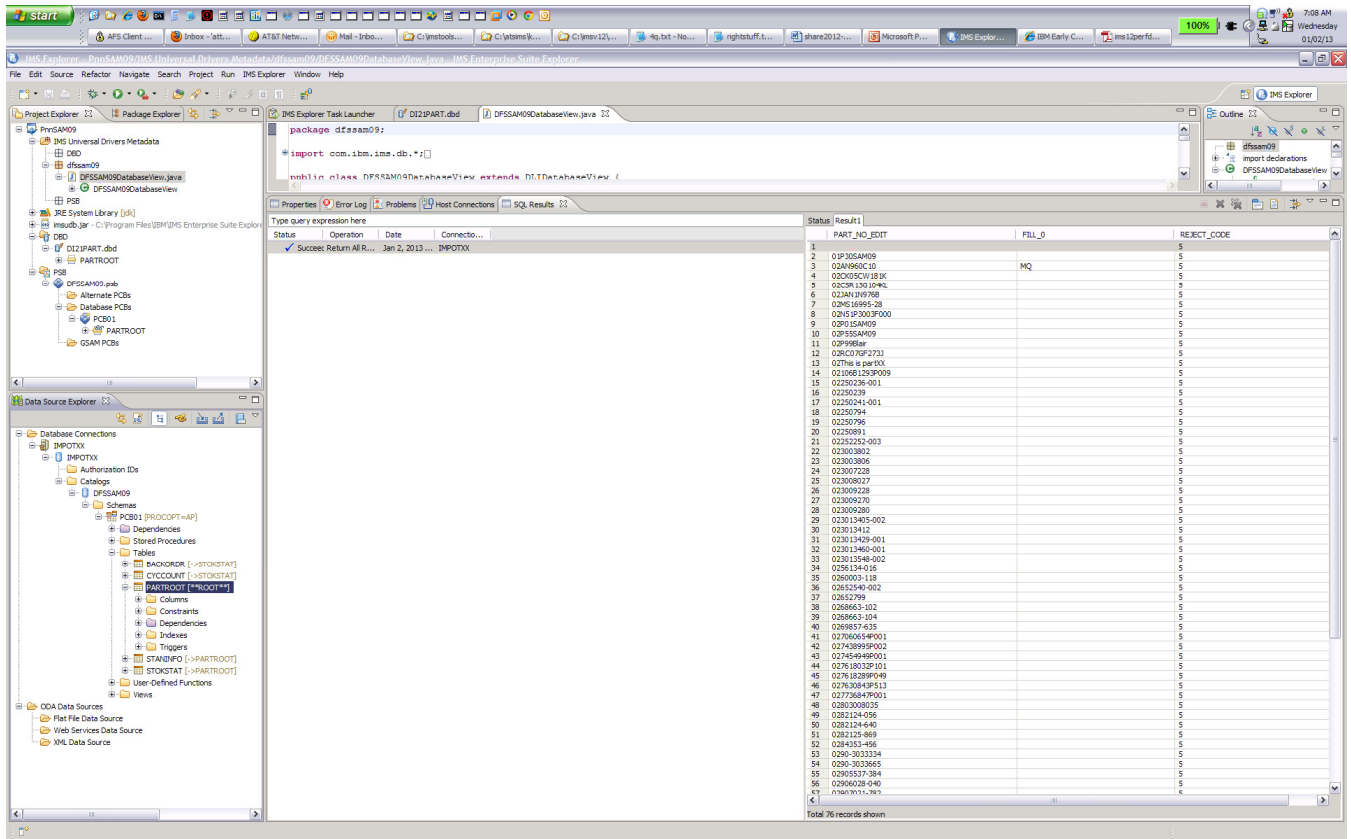 start
7:08 AM
100%
Wednesday
01/02/13
AFS Client ...
Inbox - 'att...
AT&T Netw...
Mail - Inbo...
C:\imstools...
C:\atsims\k...
C:\imsv12\...
4q.txt - No...
rightstuff.t...
share2012-...
Microsoft P...
IMS Explor...
IBM Early C...
ims12perfd...
IMS Explorer - PnnSAM09/IMS Universal Drivers Metadata/dfssam09/DFSSAM09DatabaseView.java - IMS Enterprise Suite Explorer
File Edit Source Refactor Navigate Search Project Run IMS Explorer Window Help
IMS Explorer
Project Explorer
Package Explorer
PnnSAM09
IMS Universal Drivers Metadata
DBD
dfssam09
DFSSAM09DatabaseView.java
DFSSAM09DatabaseView
PSB
JRE System Library [jdk]
imsudb.jar - C:\Program Files\IBM\IMS Enterprise Suite Explore
DBD
DI21PART.dbd
PARTROOT
PSB
DFSSAM09.psb
Alternate PCBs
Database PCBs
PCB01
PARTROOT
GSAM PCBs
IMS Explorer Task Launcher
DI21PART.dbd
DFSSAM09DatabaseView.java
package dfssam09;
import com.ibm.ims.db.*;
public class DFSSAM09DatabaseView extends DLIDatabaseView {
Outline
dfssam09
import declarations
DFSSAM09DatabaseView
Data Source Explorer
Database Connections
IMPOTXX
IMPOTXX
Authorization IDs
Catalogs
DFSSAM09
Schemas
PCB01 [PROCOPT=AP]
Dependencies
Stored Procedures
Tables
BACKORDR [->STOKSTAT]
CYCCOUNT [->STOKSTAT]
PARTROOT [**ROOT**]
Columns
Constraints
Dependencies
Indexes
Triggers
STANINFO [->PARTROOT]
STOKSTAT [->PARTROOT]
User-Defined Functions
Views
ODA Data Sources
Flat File Data Source
Web Services Data Source
XML Data Source
Properties
Error Log
Problems
Host Connections
SQL Results
Type query expression here
Status Operation Date Connectio...
Succeec Return All R... Jan 2, 2013 ... IMPOTXX
Status Result1
PART_NO_EDIT FILL_0 REJECT_CODE
1 5
2 01P30SAM09 5
3 02AN960C10 MQ 5
4 02CK05CW181K 5
5 02CSR13G104KL 5
6 02JAN1N976B 5
7 02MS16995-28 5
8 02N51P3003F000 5
9 02P01SAM09 5
10 02P55SAM09 5
11 02P99Blair 5
12 02RC07GF273J 5
13 02This is partXX 5
14 02106B1293P009 5
15 02250236-001 5
16 02250239 5
17 02250241-001 5
18 02250794 5
19 02250796 5
20 02250891 5
21 02252252-003 5
22 023003802 5
23 023003806 5
24 023007228 5
25 023008027 5
26 023009228 5
27 023009270 5
28 023009280 5
29 023013405-002 5
30 023013412 5
31 023013429-001 5
32 023013460-001 5
33 023013548-002 5
34 0256134-016 5
35 0260003-118 5
36 02652540-002 5
37 02652799 5
38 0268663-102 5
39 0268663-104 5
40 0269857-635 5
41 027060654P001 5
42 027438995P002 5
43 027454949P001 5
44 027618032P101 5
45 027618289P049 5
46 027630843P513 5
47 027736847P001 5
48 02803008035 5
49 0282124-056 5
50 0282124-640 5
51 0282125-869 5
52 0284353-456 5
53 0290-3033334 5
54 0290-3033665 5
55 02905537-384 5
56 02906028-040 5
57 02907021-782 5
Total 76 records shown